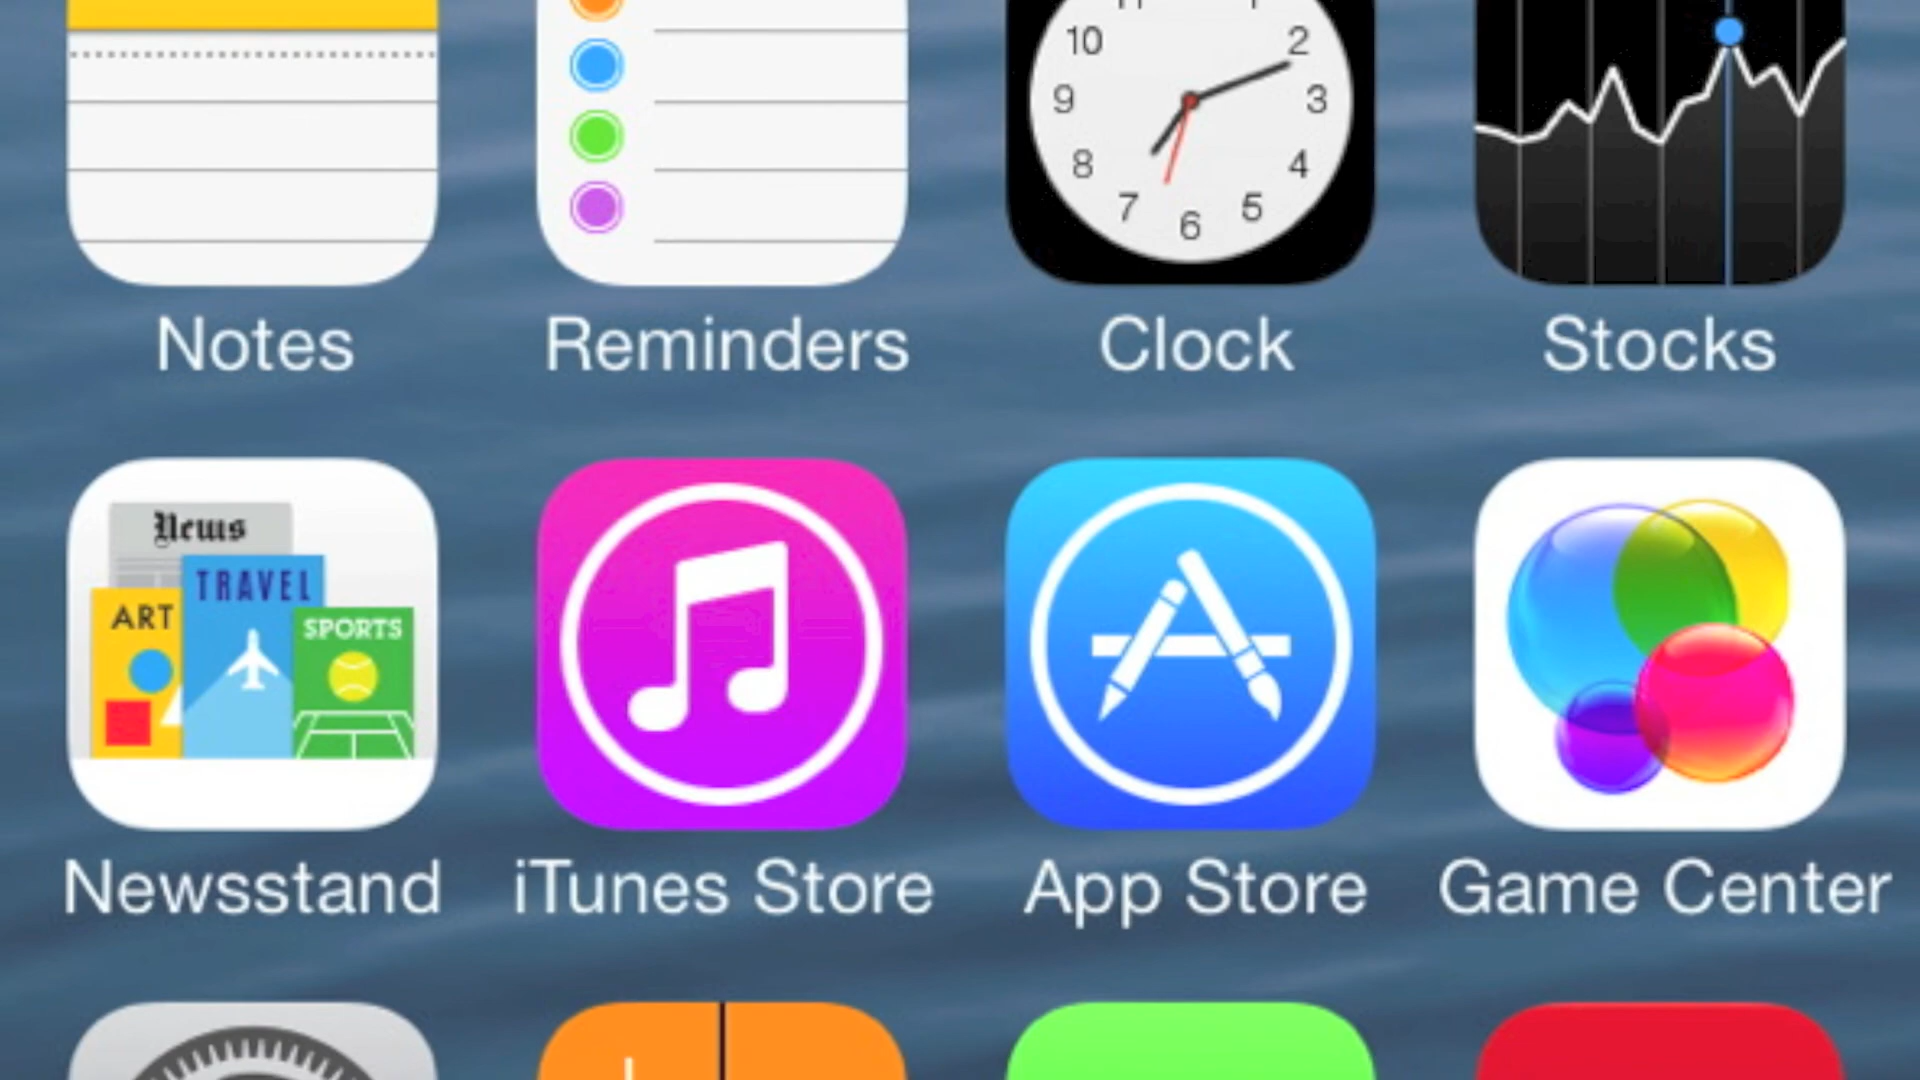 10 2
9 3
8 4
7 6 5
Notes Reminders Clock Stocks
News
TRAVEL
ART
SPORTS
Newsstand iTunes Store App Store Game Center